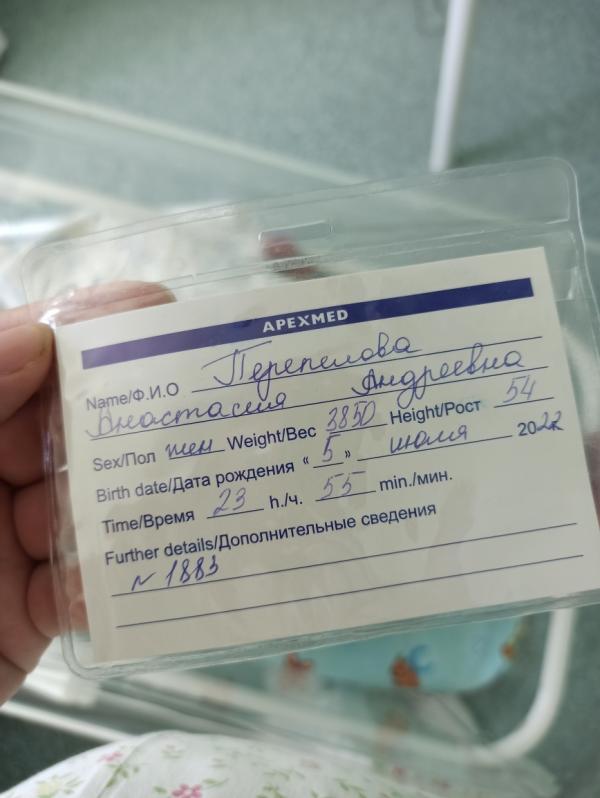 APEXMED
Name/Ф.И.О Перепелова
Анастасия Андреевна
Sex/Пол жен Weight/Вес 3850 Height/Рост 54
Birth date/Дата рождения « 5 » июля 2022
Time/Время 23 h./ч. 55 min./мин.
Further details/Дополнительные сведения
N 1883